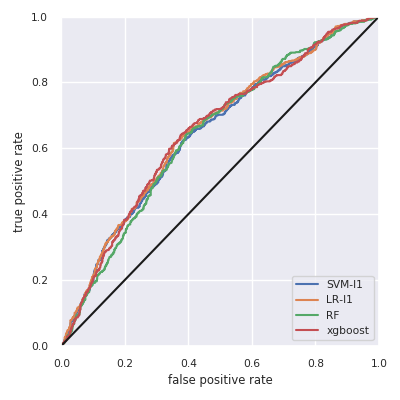 1.0
0.8
0.6
0.4
0.2
0.0
true positive rate
0.0 0.2 0.4 0.6 0.8 1.0
false positive rate
SVM-l1
LR-l1
RF
xgboost